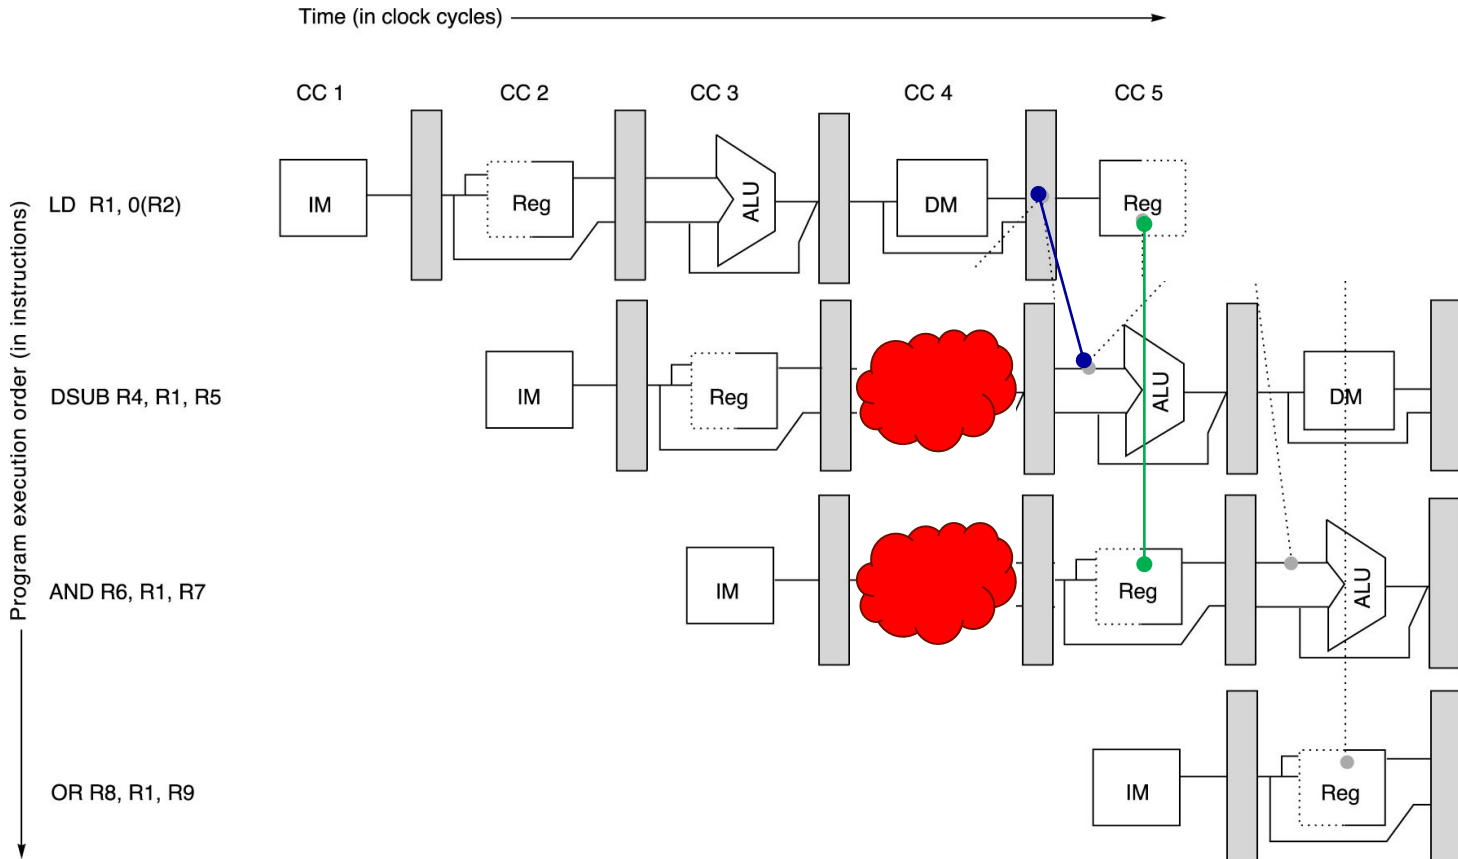 Time (in clock cycles)
CC 1 CC 2 CC 3 CC 4 CC 5
Program execution order (in instructions)
LD R1, 0(R2) IM Reg ALU DM Reg
DSUB R4, R1, R5 IM Reg ALU DM
AND R6, R1, R7 IM Reg ALU
OR R8, R1, R9 IM Reg